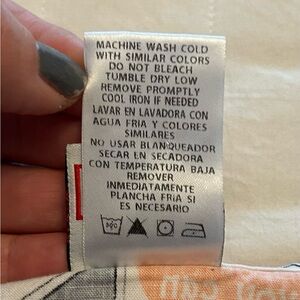 MACHINE WASH COLD
WITH SIMILAR COLORS
DO NOT BLEACH
TUMBLE DRY LOW
REMOVE PROMPTLY
COOL IRON IF NEEDED
LAVAR EN LAVADORA CON
AGUA FRIA Y COLORES
SIMILARES
NO USAR BLANQUEADOR
SECAR EN SECADORA
CON TEMPERATURA BAJA
REMOVER
INMEDIATAMENTE
PLANCHA FRIA SI
ES NECESARIO